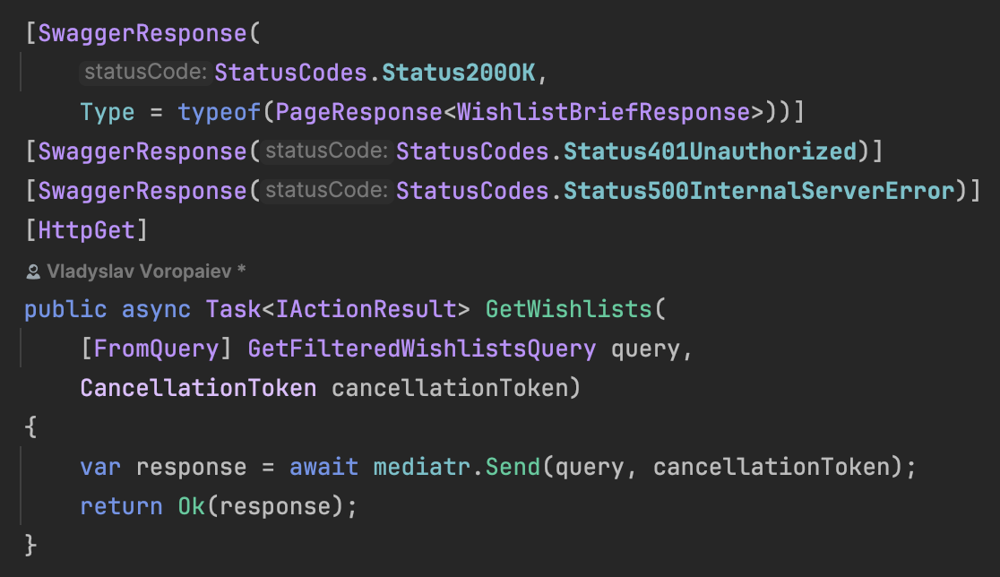 [SwaggerResponse(
statusCode: StatusCodes.Status200OK,
Type = typeof(PageResponse<WishlistBriefResponse>))]
[SwaggerResponse( statusCode: StatusCodes.Status401Unauthorized)]
[SwaggerResponse( statusCode: StatusCodes.Status500InternalServerError)]
[HttpGet]
Vladyslav Voropaiev *
public async Task<IActionResult> GetWishlists(
[FromQuery] GetFilteredWishlistsQuery query,
CancellationToken cancellationToken)
{
var response = await mediatr.Send(query, cancellationToken);
return Ok(response);
}